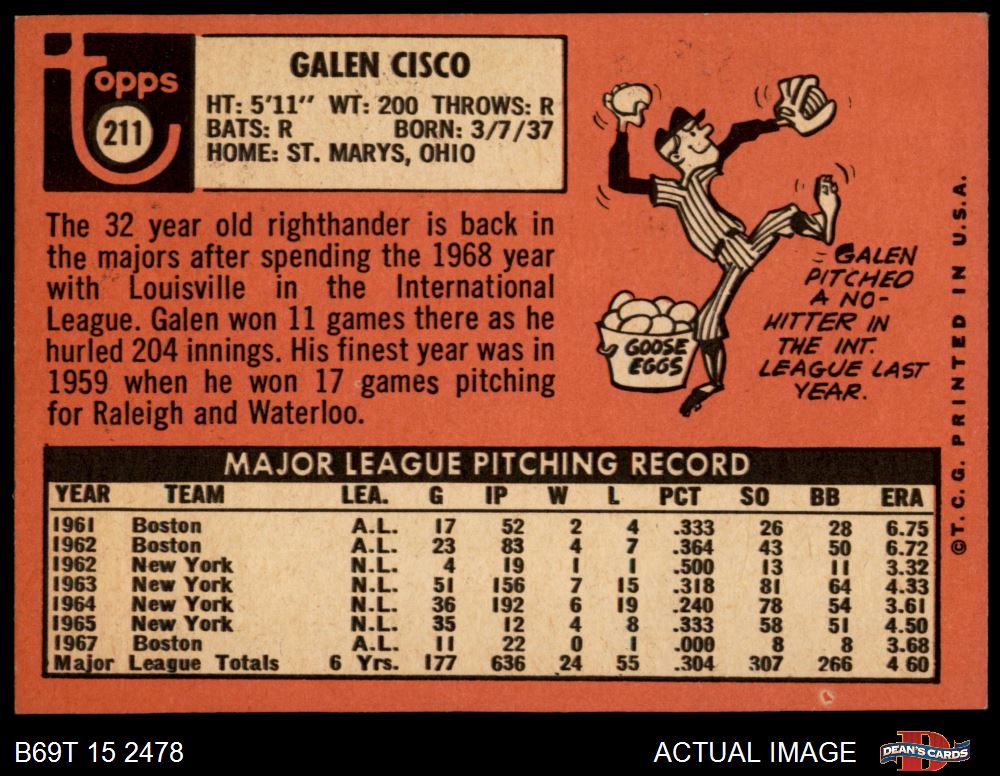 topps
211
GALEN CISCO
HT: 5'11" WT: 200 THROWS: R
BATS: R BORN: 3/7/37
HOME: ST. MARYS, OHIO
The 32 year old righthander is back in
the majors after spending the 1968 year
with Louisville in the International
League. Galen won 11 games there as he
hurled 204 innings. His finest year was in
1959 when he won 17 games pitching
for Raleigh and Waterloo.
GOOSE
EGGS
GALEN
PITCHED
A NO-
HITTER IN
THE INT.
LEAGUE LAST
YEAR.
©T.C.G. PRINTED IN U.S.A.
MAJOR LEAGUE PITCHING RECORD
YEAR TEAM LEA. G IP W L PCT SO BB ERA
1961 Boston A.L. 17 52 2 4 .333 26 28 6.75
1962 Boston A.L. 23 83 4 7 .364 43 50 6.72
1962 New York N.L. 4 19 1 1 .500 13 11 3.32
1963 New York N.L. 51 156 7 15 .318 81 64 4.33
1964 New York N.L. 36 192 6 19 .240 78 54 3.61
1965 New York N.L. 35 12 4 8 .333 58 51 4.50
1967 Boston A.L. 11 22 0 1 .000 8 8 3.68
Major League Totals 6 Yrs. 177 636 24 55 .304 307 266 4 60
B69T 15 2478
ACTUAL IMAGE
DEAN'S CARDS